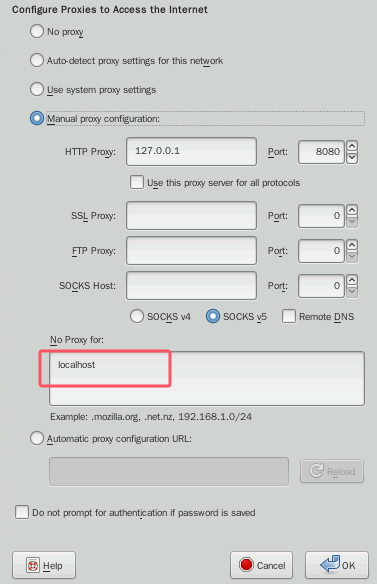 Configure Proxies to Access the Internet
No proxy
Auto-detect proxy settings for this network
Use system proxy settings
Manual proxy configuration:
HTTP Proxy: 127.0.0.1 Port: 8080
Use this proxy server for all protocols
SSL Proxy: Port: 0
FTP Proxy: Port: 0
SOCKS Host: Port: 0
SOCKS v4 SOCKS v5 Remote DNS
No Proxy for:
localhost
Example: .mozilla.org, .net.nz, 192.168.1.0/24
Automatic proxy configuration URL:
Reload
Do not prompt for authentication if password is saved
Help Cancel OK